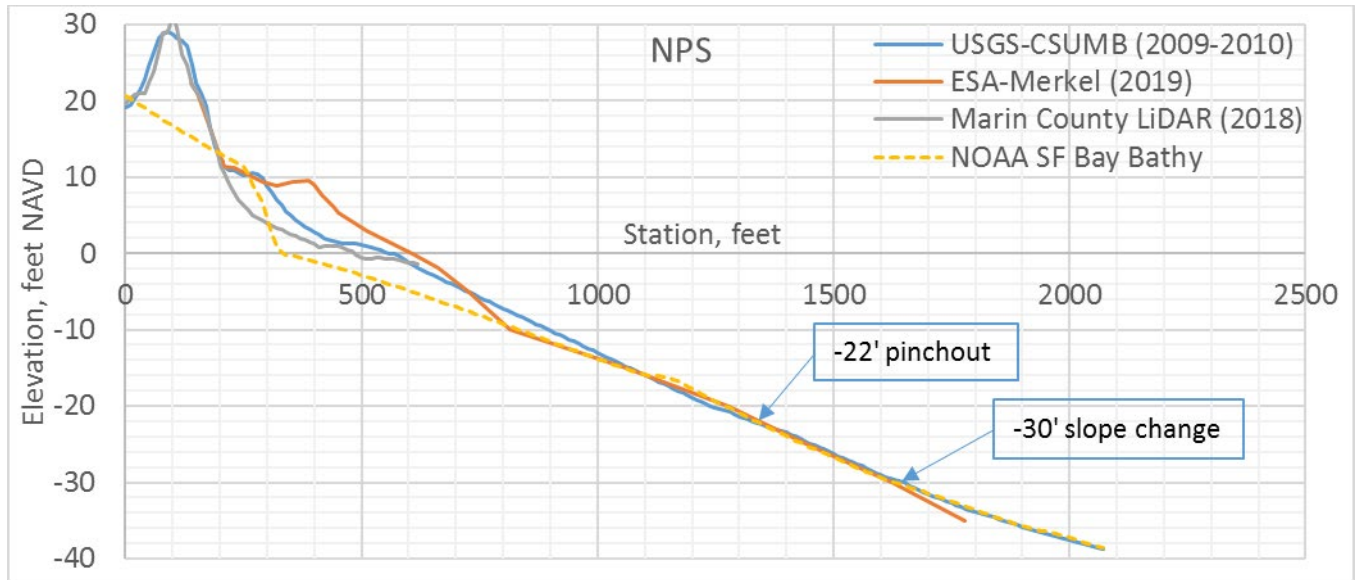 NPS
USGS-CSUMB (2009-2010)
ESA-Merkel (2019)
Marin County LiDAR (2018)
NOAA SF Bay Bathy
Elevation, feet NAVD
30
20
10
0
-10
-20
-30
-40
Station, feet
0 500 1000 1500 2000 2500
-22' pinchout
-30' slope change